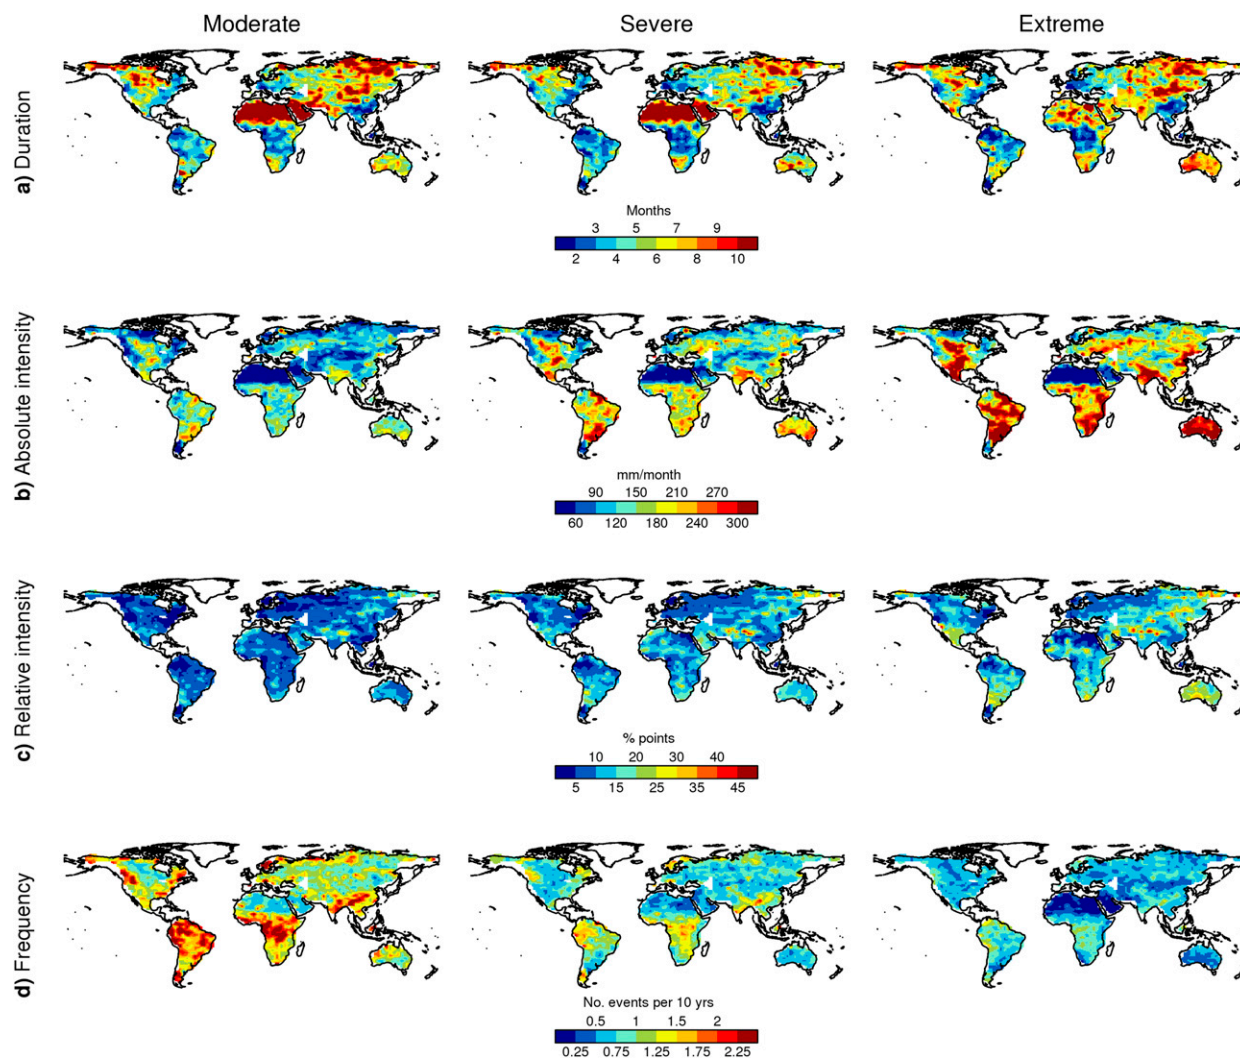 Moderate Severe Extreme
a) Duration
Months
3 5 7 9
2 4 6 8 10
b) Absolute intensity
mm/month
90 150 210 270
60 120 180 240 300
c) Relative intensity
% points
10 20 30 40
5 15 25 35 45
d) Frequency
No. events per 10 yrs
0.5 1 1.5 2
0.25 0.75 1.25 1.75 2.25